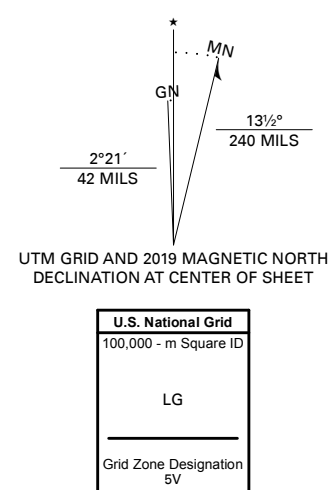 ★
MN
GN
13½°
240 MILS
2°21´
42 MILS
UTM GRID AND 2019 MAGNETIC NORTH
DECLINATION AT CENTER OF SHEET
U.S. National Grid
100,000 - m Square ID
LG
Grid Zone Designation
5V